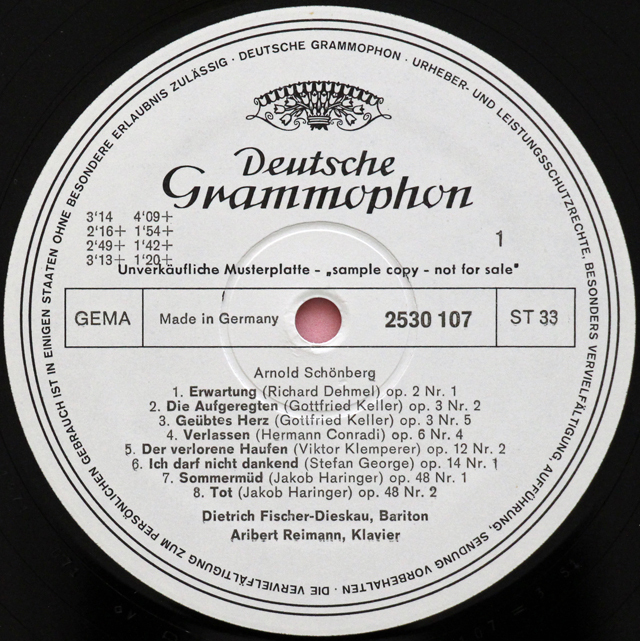 DEUTSCHE GRAMMOPHON · URHEBER- UND LEISTUNGSSCHUTZRECHTE, BESONDERS VERVIELFÄLTIGUNG, AUFFÜHRUNG, SENDUNG VORBEHALTEN · DIE VERVIELFÄLTIGUNG ZUM PERSÖNLICHEN GEBRAUCH IST IN EINIGEN STAATEN OHNE BESONDERE ERLAUBNIS ZULÄSSIG ·
Deutsche
Grammophon
3'14 4'09+
2'16+ 1'54+
2'49+ 1'42+
3'13+ 1'20+
1
Unverkäufliche Musterplatte - „sample copy - not for sale"
GEMA Made in Germany 2530 107 ST 33
Arnold Schönberg
1. Erwartung (Richard Dehmel) op. 2 Nr. 1
2. Die Aufgeregten (Gottfried Keller) op. 3 Nr. 2
3. Geübtes Herz (Gottfried Keller) op. 3 Nr. 5
4. Verlassen (Hermann Conradi) op. 6 Nr. 4
5. Der verlorene Haufen (Viktor Klemperer) op. 12 Nr. 2
6. Ich darf nicht dankend (Stefan George) op. 14 Nr. 1
7. Sommermüd (Jakob Haringer) op. 48 Nr. 1
8. Tot (Jakob Haringer) op. 48 Nr. 2
Dietrich Fischer-Dieskau, Bariton
Aribert Reimann, Klavier